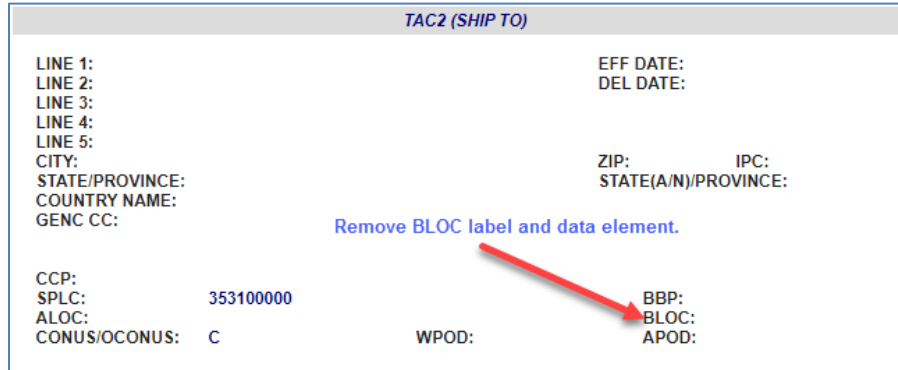 TAC2 (SHIP TO)
LINE 1: EFF DATE:
LINE 2: DEL DATE:
LINE 3:
LINE 4:
LINE 5:
CITY: ZIP: IPC:
STATE/PROVINCE: STATE(A/N)/PROVINCE:
COUNTRY NAME:
GENC CC:
Remove BLOC label and data element.
CCP:
SPLC: 353100000 BBP:
ALOC: BLOC:
CONUS/OCONUS: C WPOD: APOD: